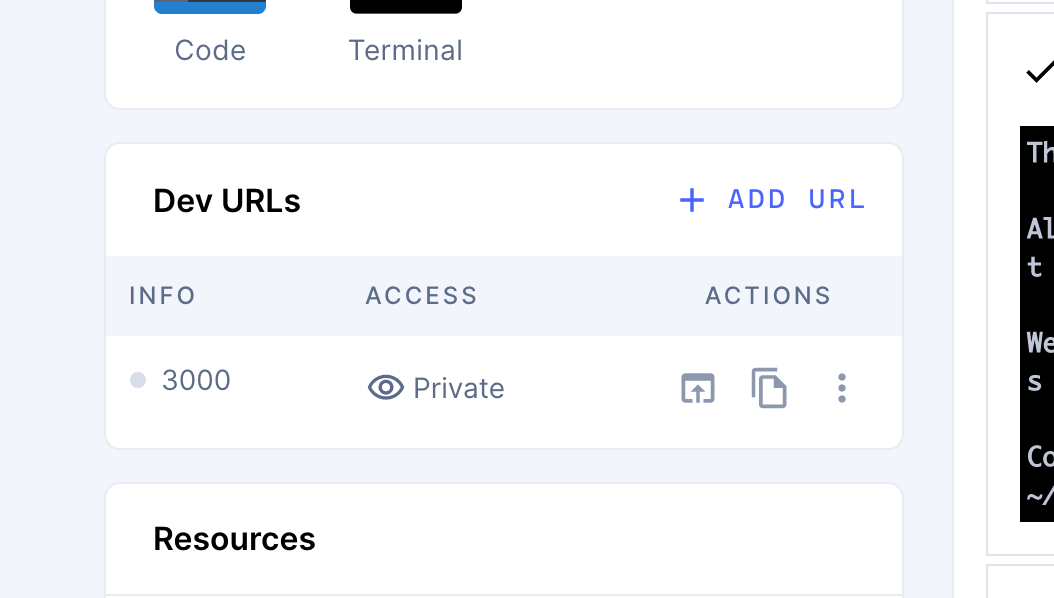 Code Terminal
Dev URLs + ADD URL
INFO ACCESS ACTIONS
3000 Private
Resources
Th
Al
t
We
s
Co
~/